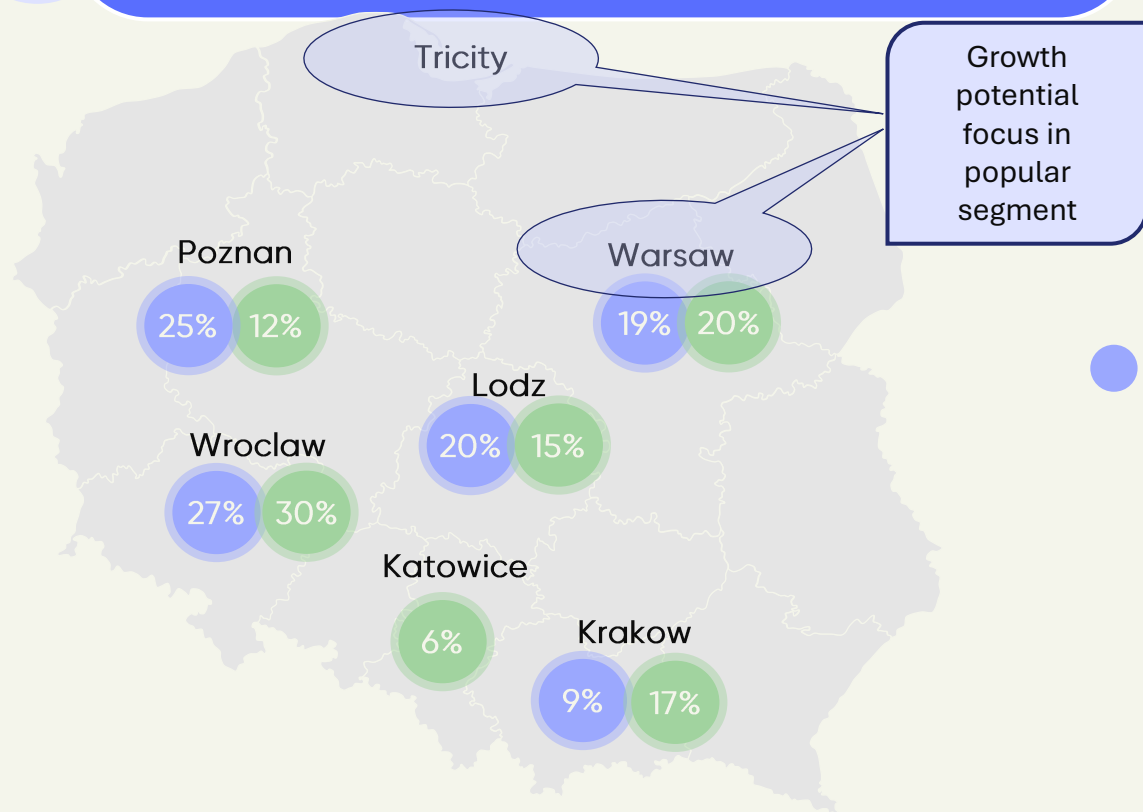 Tricity
Growth
potential
focus in
popular
segment
Poznan
25% 12%
Warsaw
19% 20%
Lodz
20% 15%
Wroclaw
27% 30%
Katowice
6%
Krakow
9% 17%